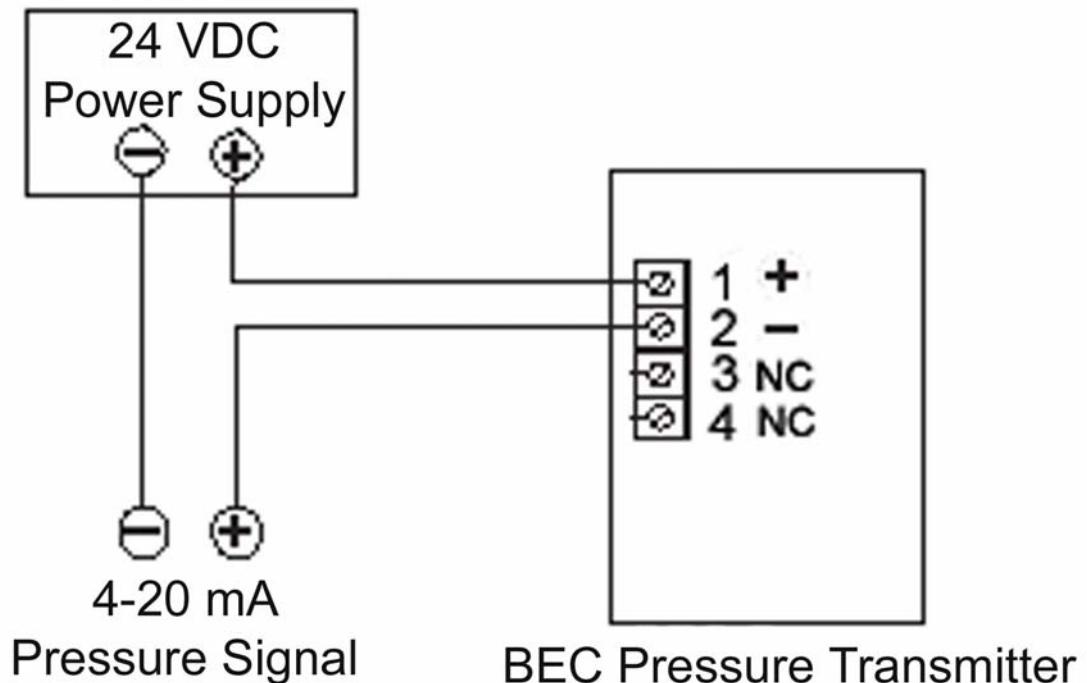 24 VDC
Power Supply
− +
1 +
2 −
3 NC
4 NC
− +
4-20 mA
Pressure Signal
BEC Pressure Transmitter